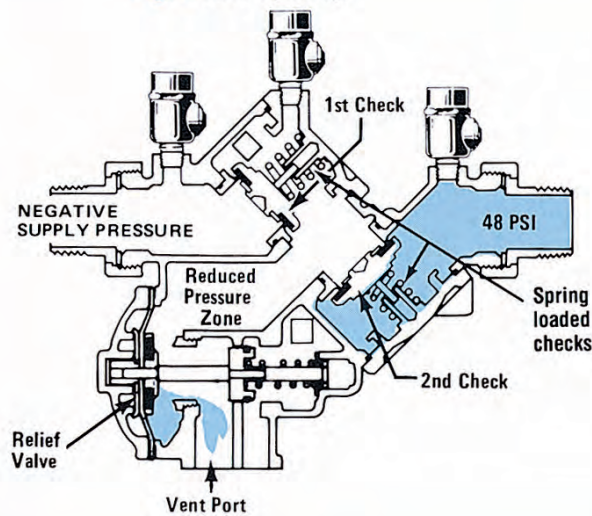 1st Check
NEGATIVE
SUPPLY PRESSURE
48 PSI
Reduced
Pressure
Zone
Spring
loaded
checks
2nd Check
Relief
Valve
Vent Port